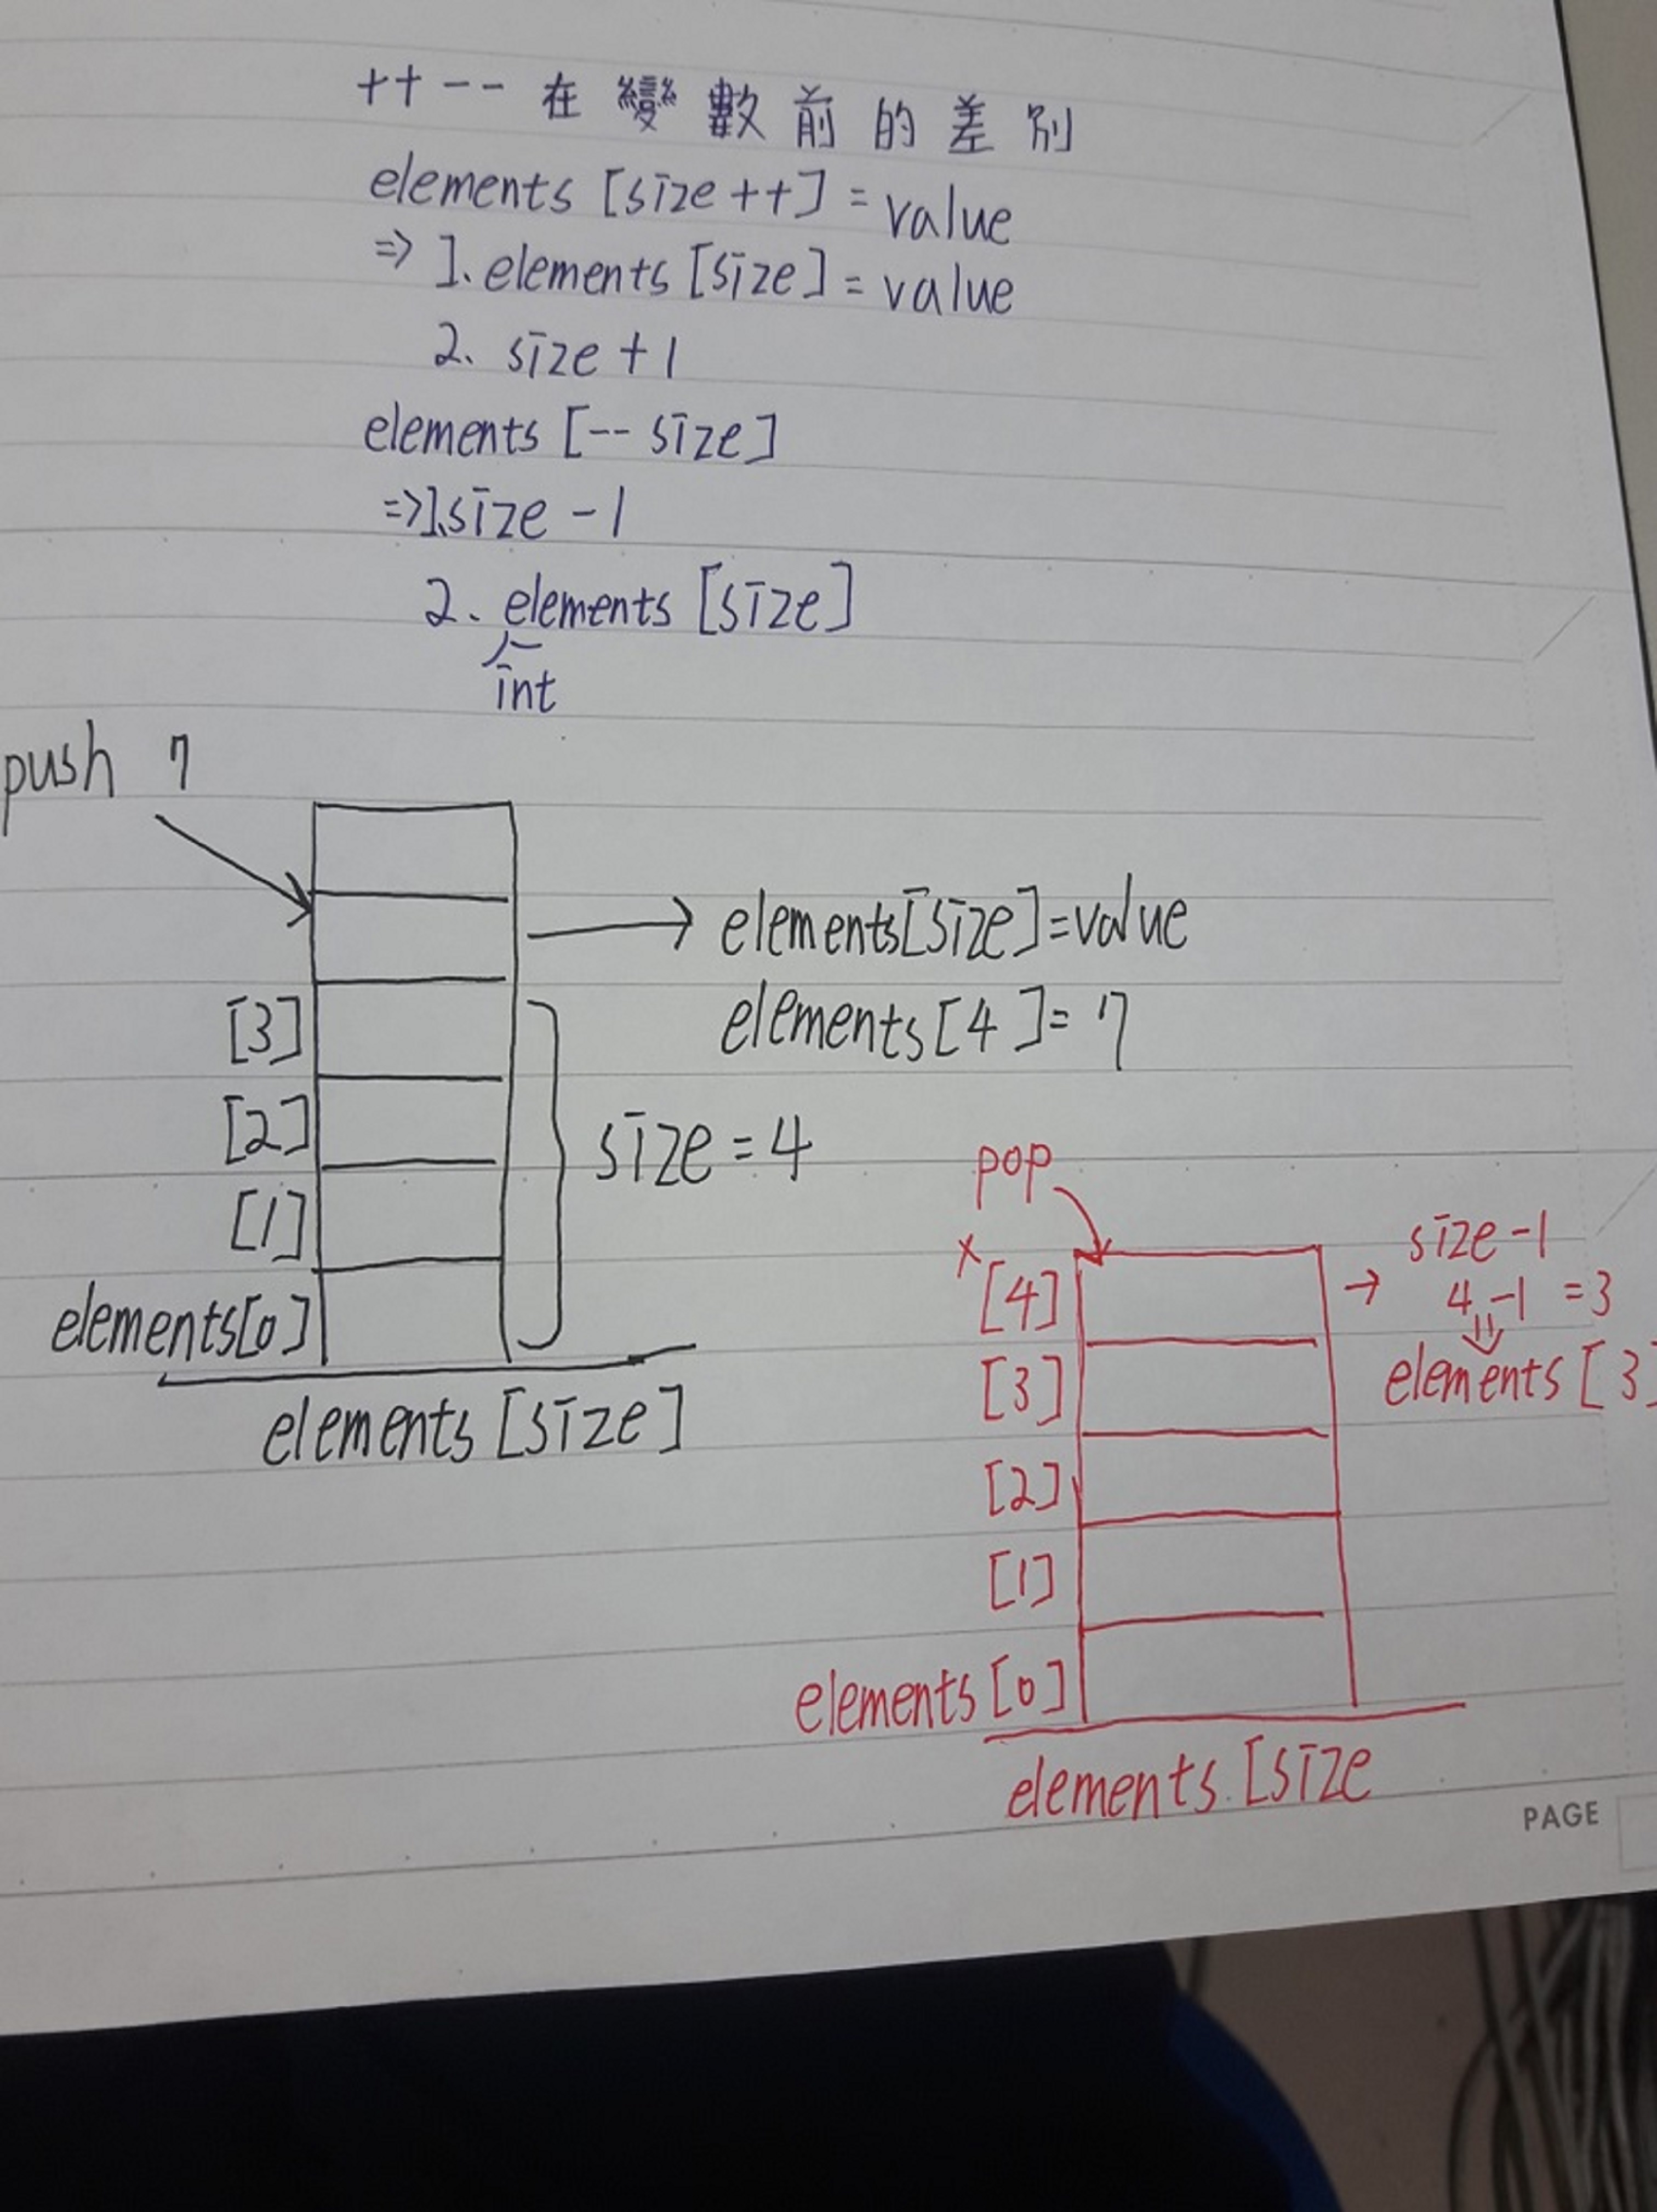 ++ -- 在變數前的差別
elements [size ++] = value
=> 1. elements [size] = value
2. size + 1
elements [-- size]
=> 1. size - 1
2. elements [size]
int
push 7
elements[size]=value
[3]
elements[4]= 7
[2]
size = 4
[1]
elements[0]
elements [size]
pop
size -1
x [4]
→ 4 -1 = 3
[3]
elements [3]
[2]
[1]
elements [0]
elements [size
PAGE